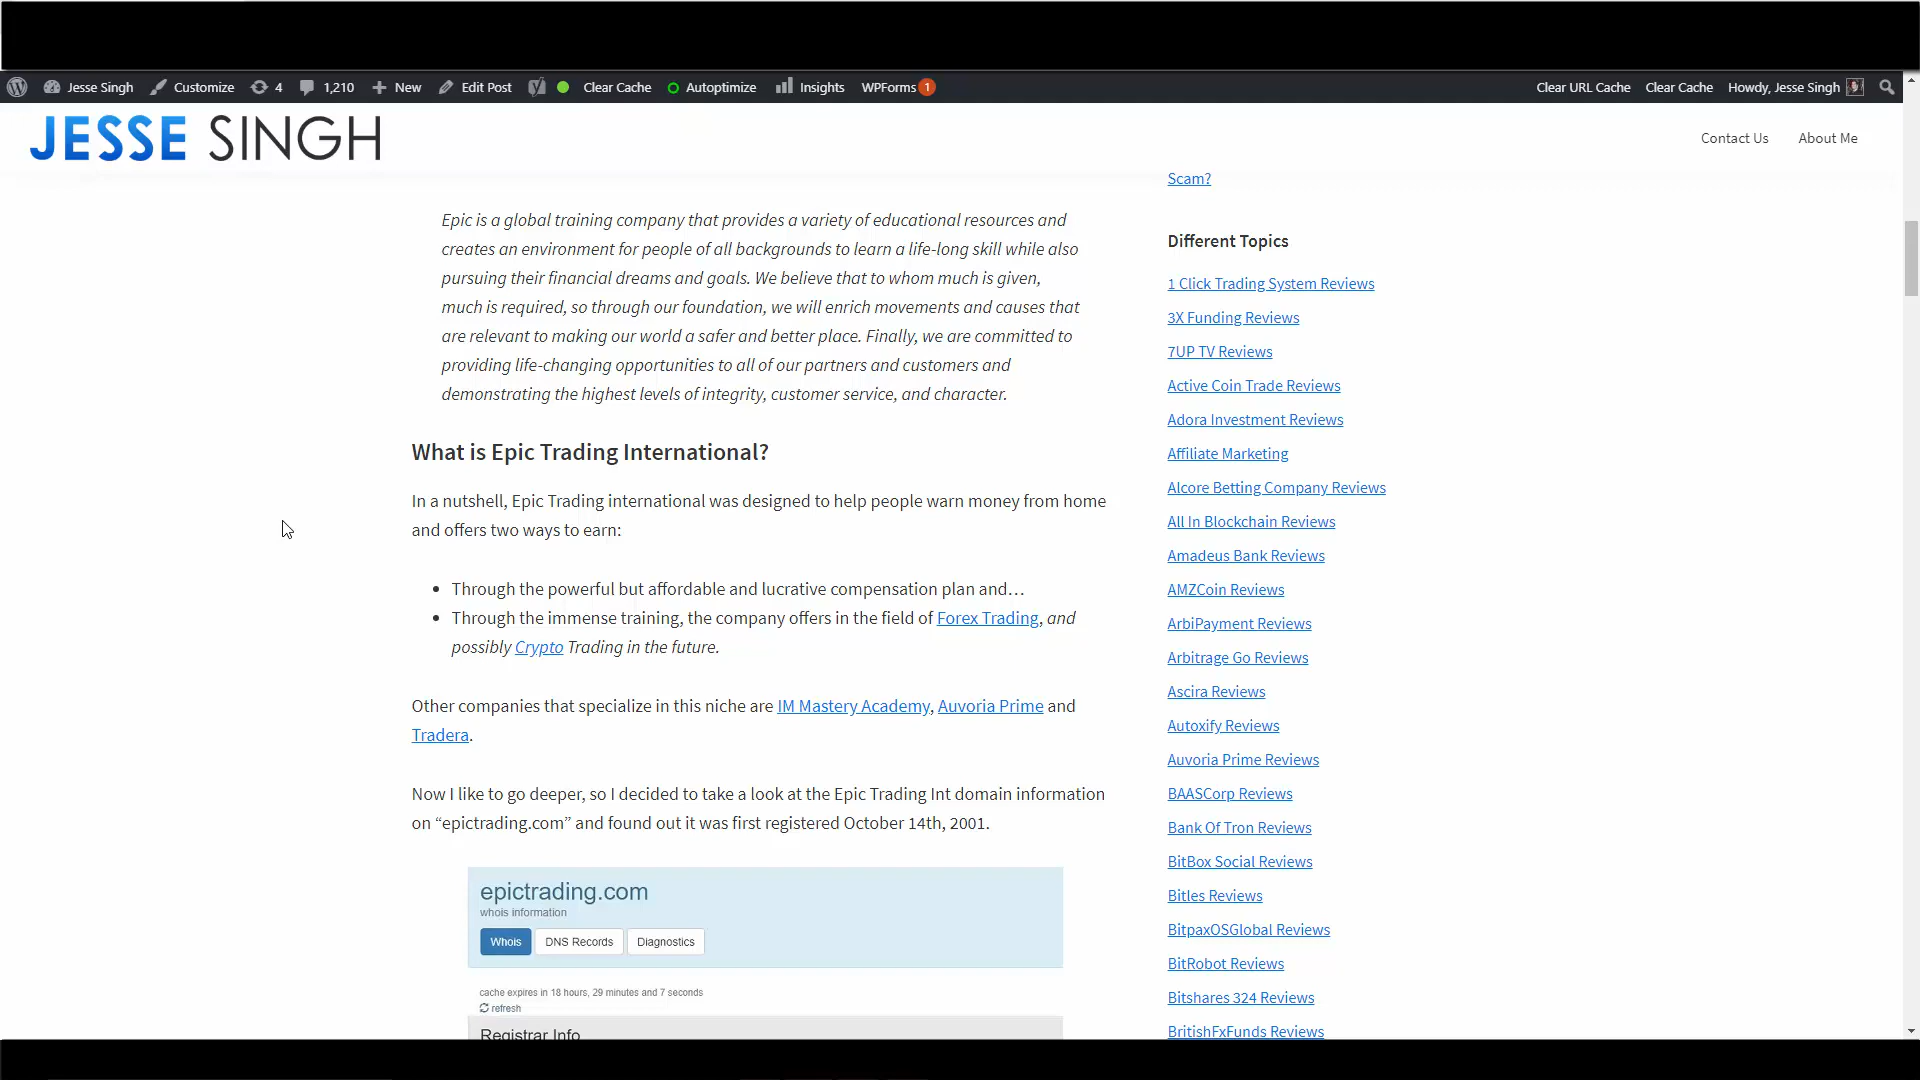 Jesse Singh Customize 4 1,210 New Edit Post Clear Cache Autoptimize Insights WPForms 1 Clear URL Cache Clear Cache Howdy, Jesse Singh
JESSE SINGH
Contact Us About Me
Epic is a global training company that provides a variety of educational resources and
creates an environment for people of all backgrounds to learn a life-long skill while also
pursuing their financial dreams and goals. We believe that to whom much is given,
much is required, so through our foundation, we will enrich movements and causes that
are relevant to making our world a safer and better place. Finally, we are committed to
providing life-changing opportunities to all of our partners and customers and
demonstrating the highest levels of integrity, customer service, and character.
What is Epic Trading International?
In a nutshell, Epic Trading international was designed to help people warn money from home
and offers two ways to earn:
• Through the powerful but affordable and lucrative compensation plan and…
• Through the immense training, the company offers in the field of Forex Trading, and
possibly Crypto Trading in the future.
Other companies that specialize in this niche are IM Mastery Academy, Auvoria Prime and
Tradera.
Now I like to go deeper, so I decided to take a look at the Epic Trading Int domain information
on “epictrading.com” and found out it was first registered October 14th, 2001.
epictrading.com
whois information
Whois DNS Records Diagnostics
cache expires in 18 hours, 29 minutes and 7 seconds
refresh
Registrar Info
Scam?
Different Topics
1 Click Trading System Reviews
3X Funding Reviews
7UP TV Reviews
Active Coin Trade Reviews
Adora Investment Reviews
Affiliate Marketing
Alcore Betting Company Reviews
All In Blockchain Reviews
Amadeus Bank Reviews
AMZCoin Reviews
ArbiPayment Reviews
Arbitrage Go Reviews
Ascira Reviews
Autoxify Reviews
Auvoria Prime Reviews
BAASCorp Reviews
Bank Of Tron Reviews
BitBox Social Reviews
Bitles Reviews
BitpaxOSGlobal Reviews
BitRobot Reviews
Bitshares 324 Reviews
BritishFxFunds Reviews